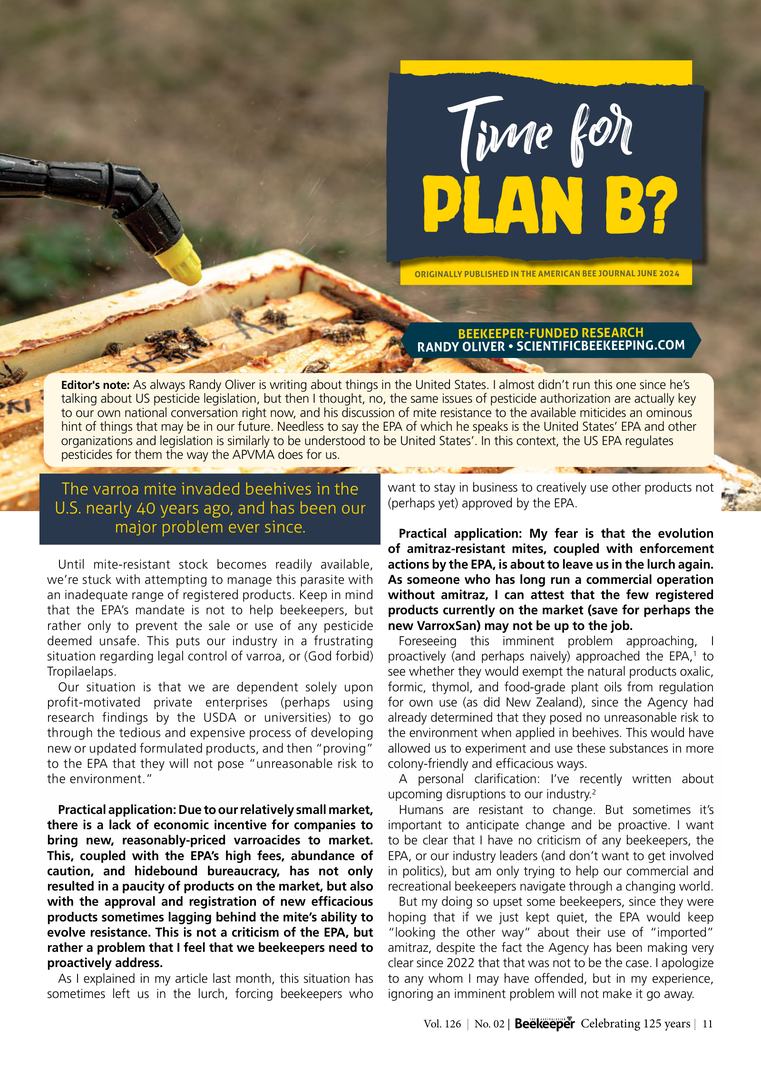 Time for
PLAN B?
ORIGINALLY PUBLISHED IN THE AMERICAN BEE JOURNAL JUNE 2024
BEEKEEPER-FUNDED RESEARCH
RANDY OLIVER • SCIENTIFICBEEKEEPING.COM
Editor's note: As always Randy Oliver is writing about things in the United States. I almost didn't run this one since he's
talking about US pesticide legislation, but then I thought, no, the same issues of pesticide authorization are actually key
to our own national conversation right now, and his discussion of mite resistance to the available miticides an ominous
hint of things that may be in our future. Needless to say the EPA of which he speaks is the United States' EPA and other
organizations and legislation is similarly to be understood to be United States'. In this context, the US EPA regulates
pesticides for them the way the APVMA does for us.
The varroa mite invaded beehives in the
U.S. nearly 40 years ago, and has been our
major problem ever since.
Until mite-resistant stock becomes readily available,
we're stuck with attempting to manage this parasite with
an inadequate range of registered products. Keep in mind
that the EPA's mandate is not to help beekeepers, but
rather only to prevent the sale or use of any pesticide
deemed unsafe. This puts our industry in a frustrating
situation regarding legal control of varroa, or (God forbid)
Tropilaelaps.
Our situation is that we are dependent solely upon
profit-motivated private enterprises (perhaps using
research findings by the USDA or universities) to go
through the tedious and expensive process of developing
new or updated formulated products, and then "proving"
to the EPA that they will not pose "unreasonable risk to
the environment."
Practical application: Due to our relatively small market,
there is a lack of economic incentive for companies to
bring new, reasonably-priced varroacides to market.
This, coupled with the EPA's high fees, abundance of
caution, and hidebound bureaucracy, has not only
resulted in a paucity of products on the market, but also
with the approval and registration of new efficacious
products sometimes lagging behind the mite's ability to
evolve resistance. This is not a criticism of the EPA, but
rather a problem that I feel that we beekeepers need to
proactively address.
As I explained in my article last month, this situation has
sometimes left us in the lurch, forcing beekeepers who
want to stay in business to creatively use other products not
(perhaps yet) approved by the EPA.
Practical application: My fear is that the evolution
of amitraz-resistant mites, coupled with enforcement
actions by the EPA, is about to leave us in the lurch again.
As someone who has long run a commercial operation
without amitraz, I can attest that the few registered
products currently on the market (save for perhaps the
new VarroxSan) may not be up to the job.
Foreseeing this imminent problem approaching, I
proactively (and perhaps naively) approached the EPA,¹ to
see whether they would exempt the natural products oxalic,
formic, thymol, and food-grade plant oils from regulation
for own use (as did New Zealand), since the Agency had
already determined that they posed no unreasonable risk to
the environment when applied in beehives. This would have
allowed us to experiment and use these substances in more
colony-friendly and efficacious ways.
A personal clarification: I've recently written about
upcoming disruptions to our industry.²
Humans are resistant to change. But sometimes it's
important to anticipate change and be proactive. I want
to be clear that I have no criticism of any beekeepers, the
EPA, or our industry leaders (and don't want to get involved
in politics), but am only trying to help our commercial and
recreational beekeepers navigate through a changing world.
But my doing so upset some beekeepers, since they were
hoping that if we just kept quiet, the EPA would keep
"looking the other way" about their use of "imported"
amitraz, despite the fact the Agency has been making very
clear since 2022 that that was not to be the case. I apologize
to any whom I may have offended, but in my experience,
ignoring an imminent problem will not make it go away.
Vol. 126 | No. 02 | Beekeeper Celebrating 125 years | 11